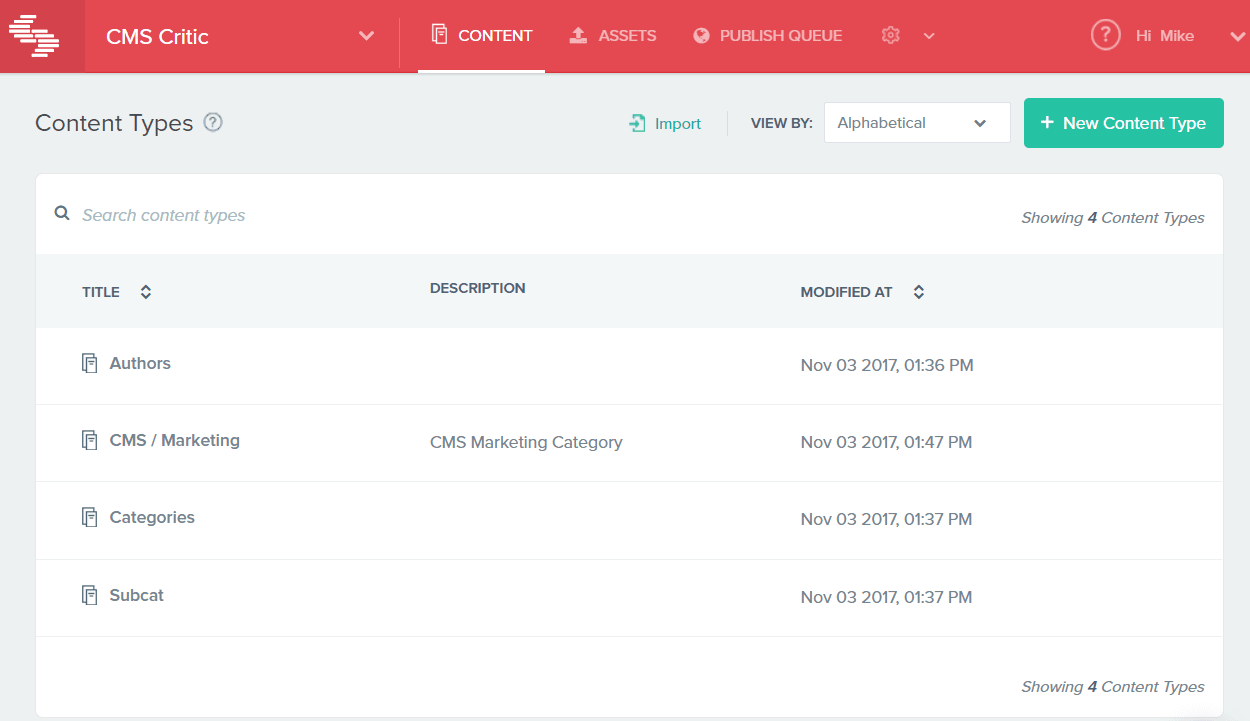 CMS Critic CONTENT ASSETS PUBLISH QUEUE ? Hi Mike
Content Types ? Import VIEW BY: Alphabetical + New Content Type
Search content types Showing 4 Content Types
TITLE DESCRIPTION MODIFIED AT
Authors Nov 03 2017, 01:36 PM
CMS / Marketing CMS Marketing Category Nov 03 2017, 01:47 PM
Categories Nov 03 2017, 01:37 PM
Subcat Nov 03 2017, 01:37 PM
Showing 4 Content Types